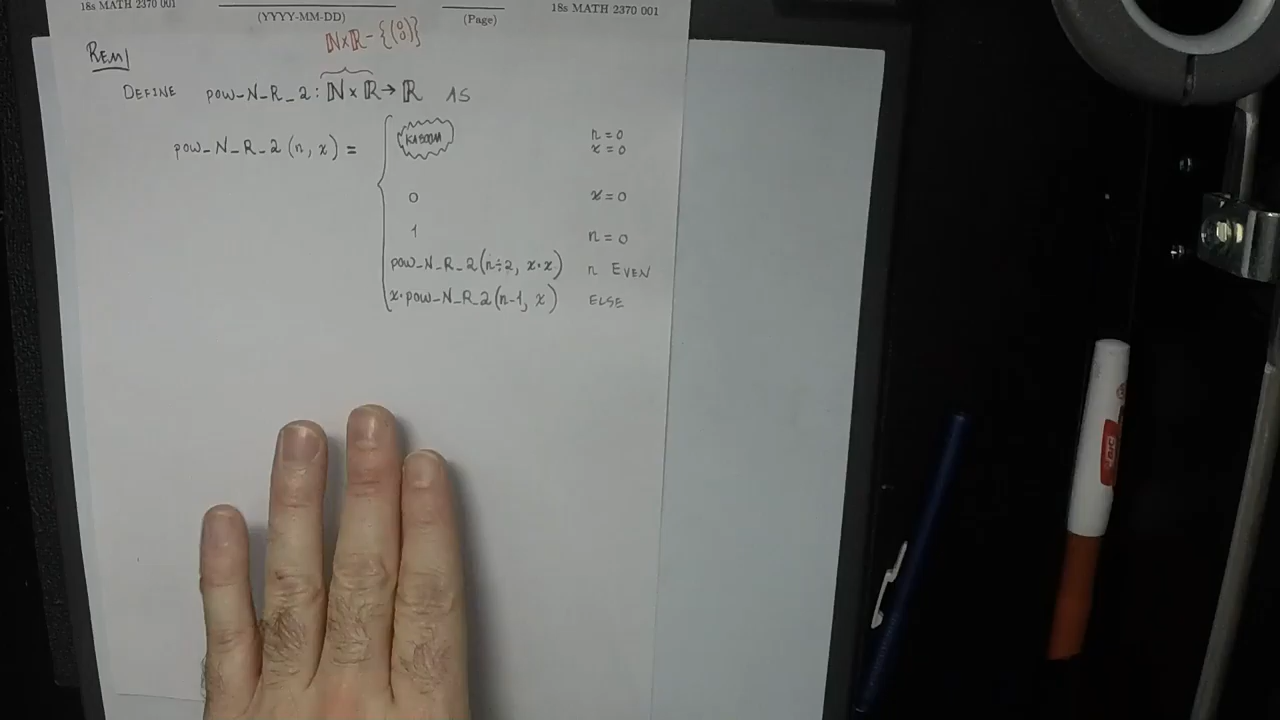 18s MATH 2370 001 (YYYY-MM-DD) (Page) 18s MATH 2370 001
ℕ×ℝ-{(0 0)}
REM
DEFINE pow_N_R_2: ℕ × ℝ → ℝ AS
pow_N_R_2 (n, x) =
KABOOM n=0 x=0
0 x=0
1 n=0
pow_N_R_2(n÷2, x·x) n EVEN
x·pow_N_R_2(n-1, x) ELSE
BIC